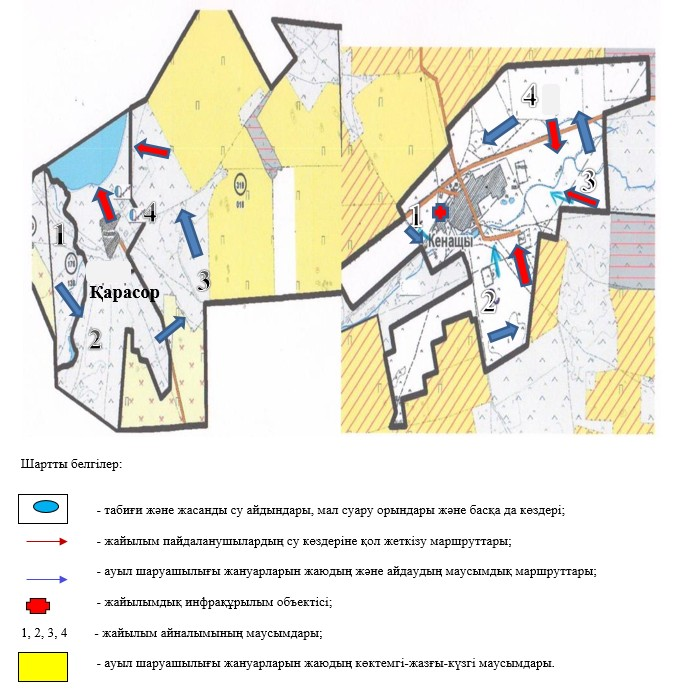 1
2
3
4
Қарасор
П
П
П
318
018
1
2
3
4
Кенащы
Шартты белгілер:
- табиғи және жасанды су айдындары, мал суару орындары және басқа да көздері;
- жайылым пайдаланушылардың су көздеріне қол жеткізу маршруттары;
- ауыл шаруашылығы жануарларын жаюдың және айдаудың маусымдық маршруттары;
- жайылымдық инфрақұрылым объектісі;
1, 2, 3, 4 - жайылым айналымының маусымдары;
- ауыл шаруашылығы жануарларын жаюдың көктемгі-жазғы-күзгі маусымдары.